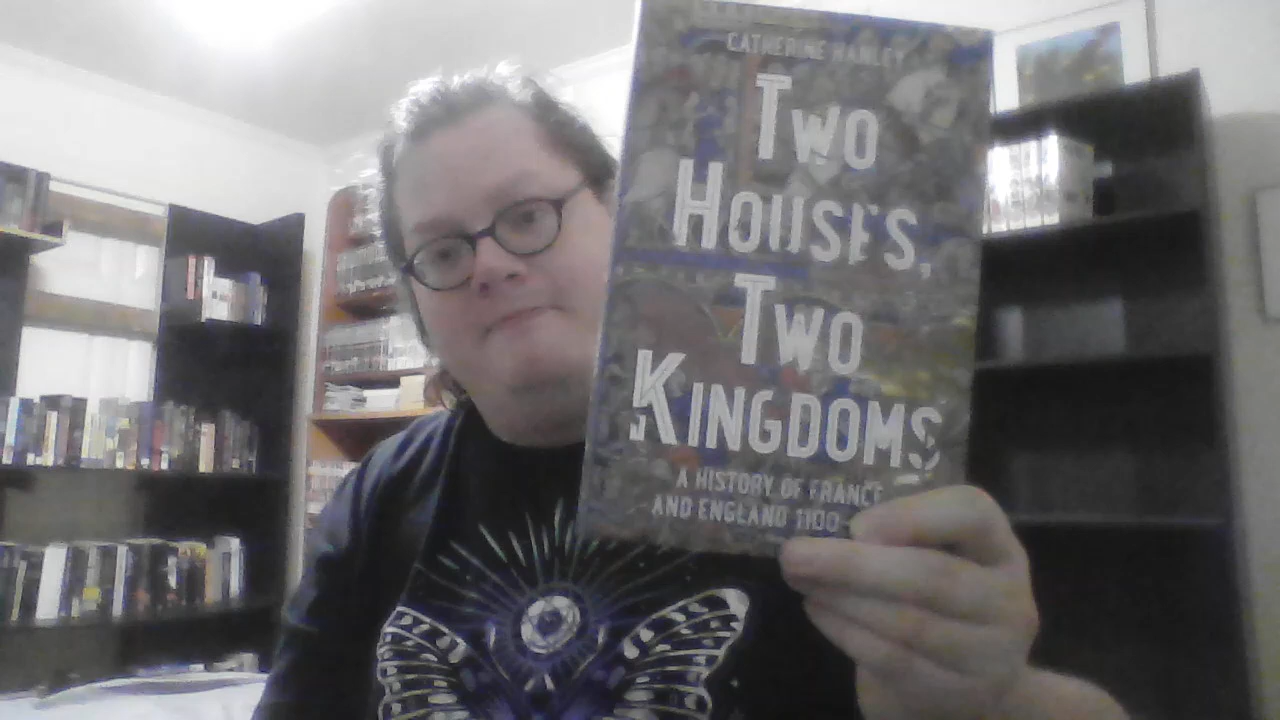 CATHERINE HANLEY
TWO
HOUSES,
TWO
KINGDOMS
A HISTORY OF FRANCE
AND ENGLAND 1100-